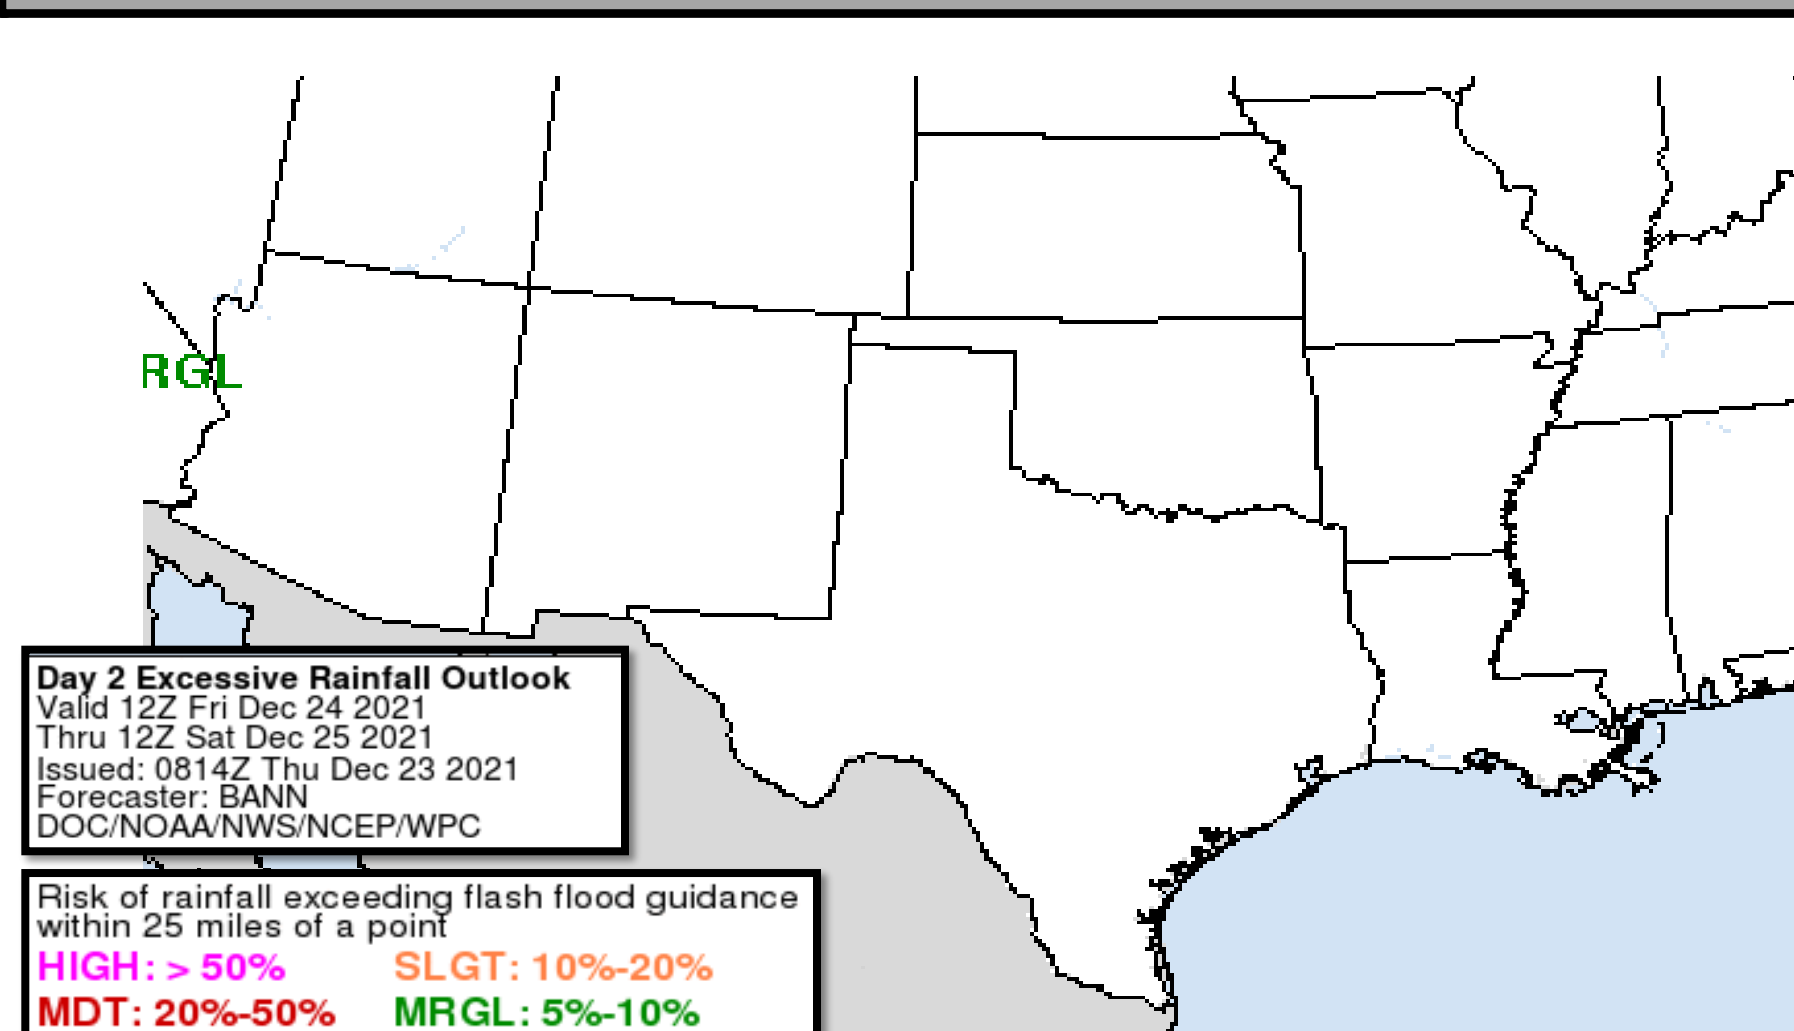 RGL
Day 2 Excessive Rainfall Outlook
Valid 12Z Fri Dec 24 2021
Thru 12Z Sat Dec 25 2021
Issued: 0814Z Thu Dec 23 2021
Forecaster: BANN
DOC/NOAA/NWS/NCEP/WPC
Risk of rainfall exceeding flash flood guidance
within 25 miles of a point
HIGH: > 50% SLGT: 10%-20%
MDT: 20%-50% MRGL: 5%-10%